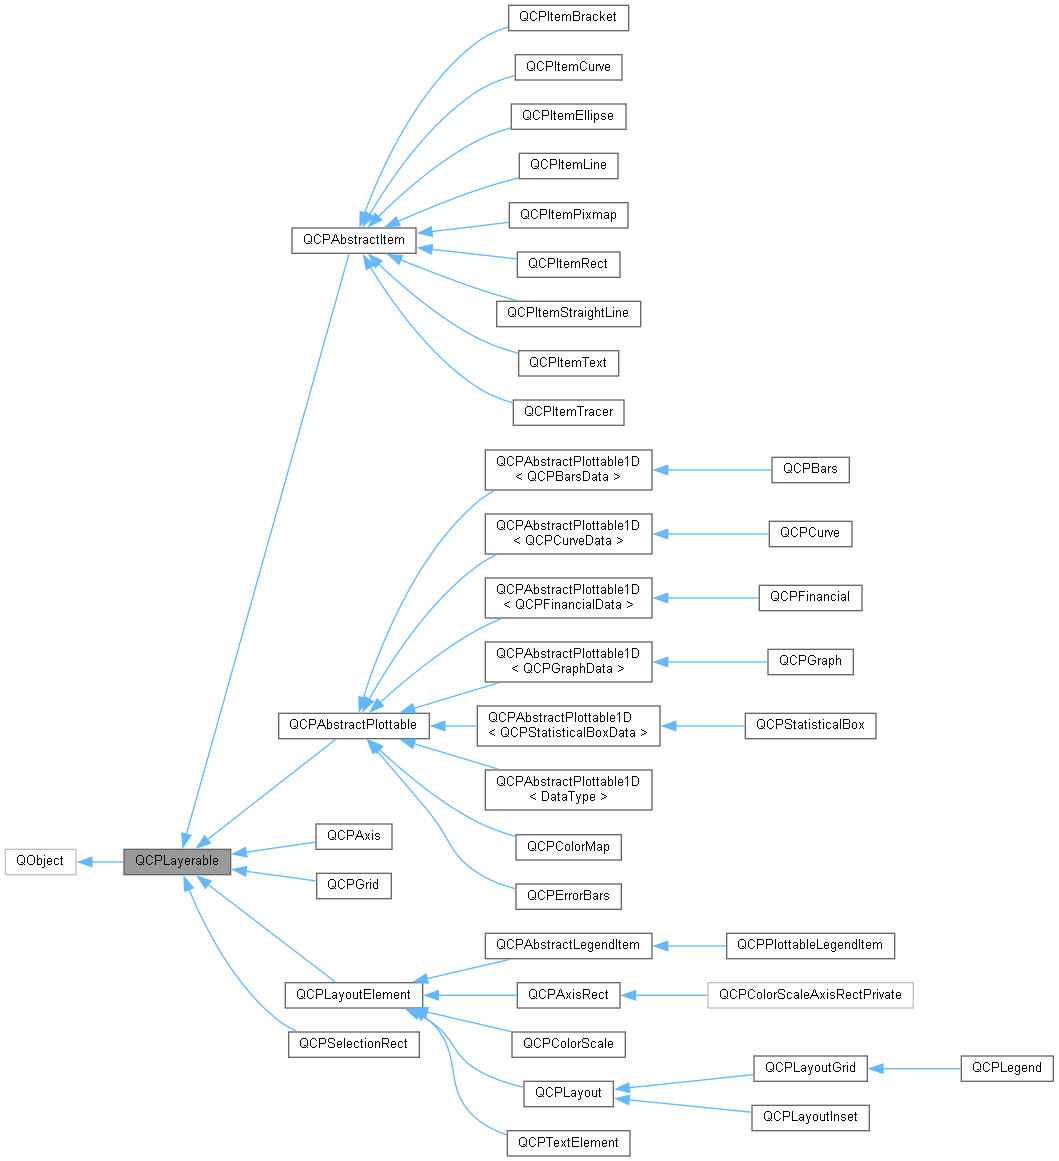 QCPItemBracket
QCPItemCurve
QCPItemEllipse
QCPItemLine
QCPItemPixmap
QCPAbstractItem
QCPItemRect
QCPItemStraightLine
QCPItemText
QCPItemTracer
QCPAbstractPlottable1D
< QCPBarsData >
QCPBars
QCPAbstractPlottable1D
< QCPCurveData >
QCPCurve
QCPAbstractPlottable1D
< QCPFinancialData >
QCPFinancial
QCPAbstractPlottable1D
< QCPGraphData >
QCPGraph
QCPAbstractPlottable
QCPAbstractPlottable1D
< QCPStatisticalBoxData >
QCPStatisticalBox
QCPAbstractPlottable1D
< DataType >
QCPAxis
QCPColorMap
QObject
QCPLayerable
QCPGrid
QCPErrorBars
QCPAbstractLegendItem
QCPPlottableLegendItem
QCPLayoutElement
QCPAxisRect
QCPColorScaleAxisRectPrivate
QCPSelectionRect
QCPColorScale
QCPLayout
QCPLayoutGrid
QCPLegend
QCPLayoutInset
QCPTextElement